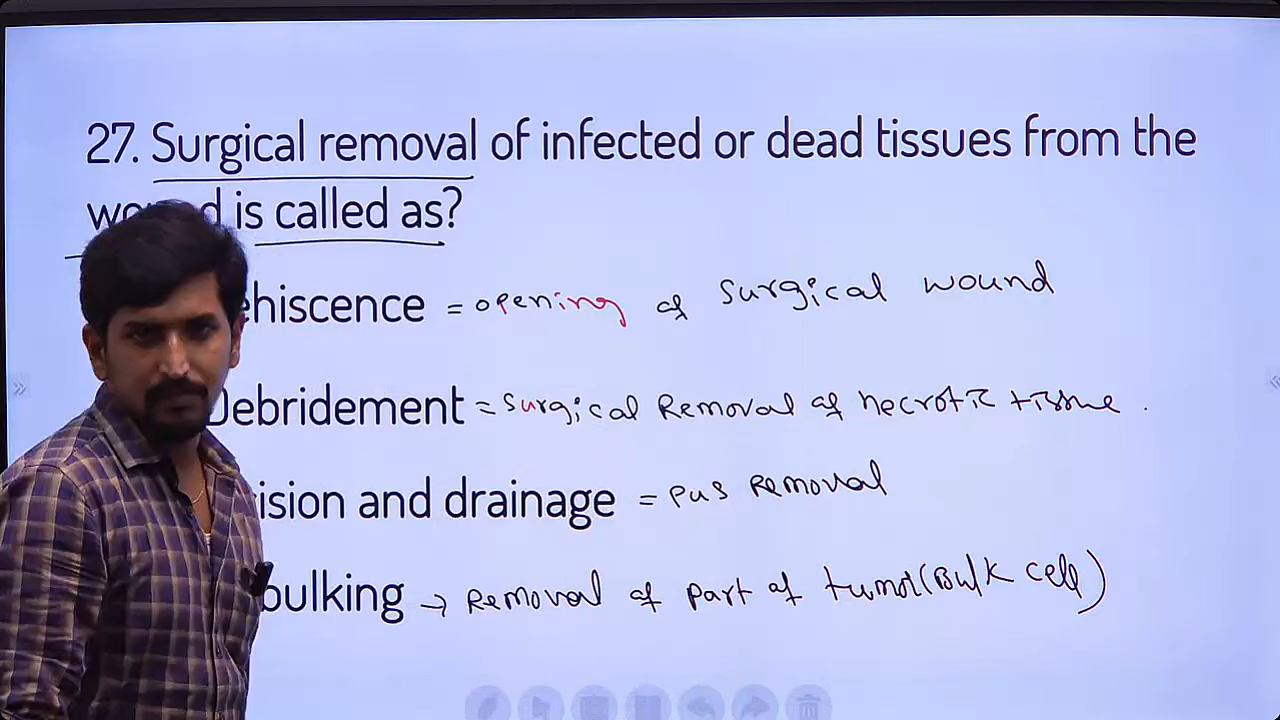 27. Surgical removal of infected or dead tissues from the
wound is called as?
ehiscence = opening of surgical wound
Debridement = surgical Removal of necrotic tissue.
ision and drainage = pus removal
bulking → Removal of part of tumor (Bulk cell)